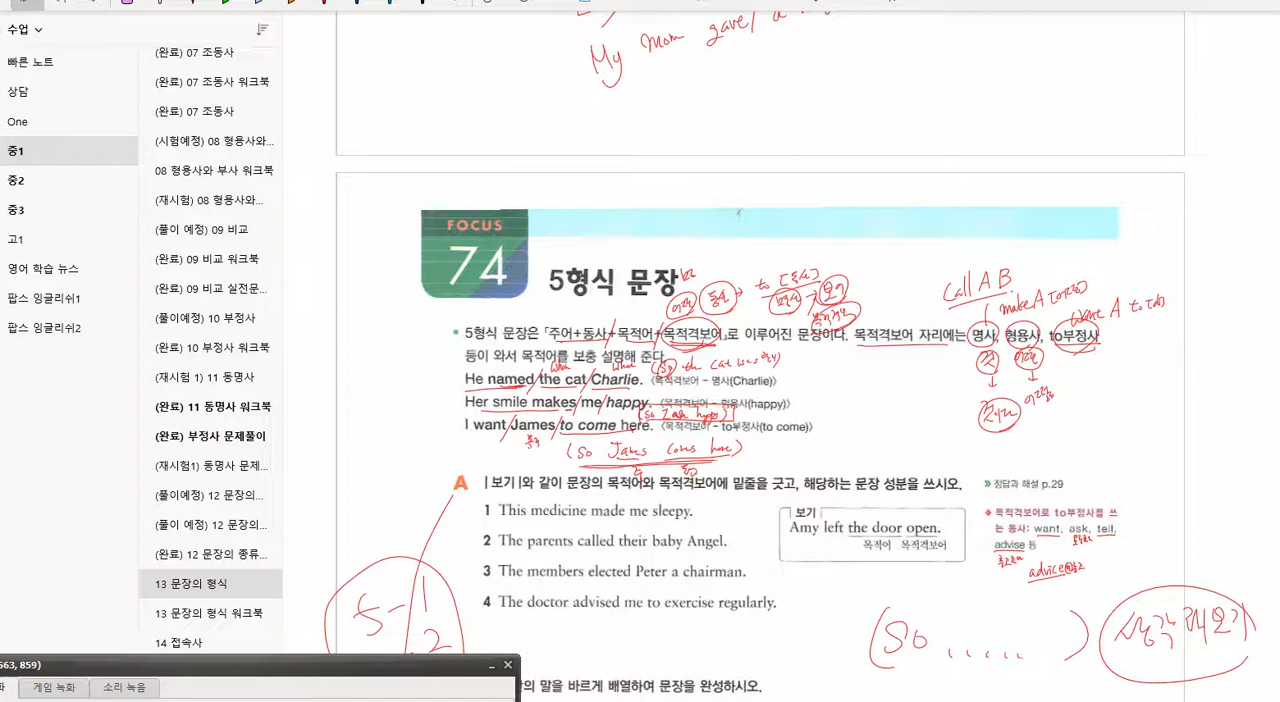 My mom gave a
수업
빠른 노트
상담
One
중1
중2
중3
고1
영어 학습 뉴스
팝스 잉글리쉬1
팝스 잉글리쉬2
(완료) 07 조동사
(완료) 07 조동사 워크북
(완료) 07 조동사
(시험예정) 08 형용사와...
08 형용사와 부사 워크북
(재시험) 08 형용사와...
(풀이 예정) 09 비교
(완료) 09 비교 워크북
(완료) 09 비교 실전문...
(풀이예정) 10 부정사
(완료) 10 부정사 워크북
(재시험 1) 11 동명사
(완료) 11 동명사 워크북
(완료) 부정사 문제풀이
(재시험1) 동명사 문제...
(풀이예정) 12 문장의...
(풀이 예정) 12 문장의...
(완료) 12 문장의 종류...
13 문장의 형식
13 문장의 형식 워크북
14 접속사
FOCUS
74
5형식 문장
to [동사]
어떤 동사 보어
call A B
make A
want A to
5형식 문장은 「주어+동사+목적어+목적격보어」로 이루어진 문장이다. 목적격보어 자리에는 명사, 형용사, to부정사
등이 와서 목적어를 보충 설명해 준다.
He named the cat Charlie. 〈목적격보어 - 명사(Charlie)〉
Her smile makes me happy. 〈목적격보어 - 형용사(happy)〉
(So I am happy)
I want James to come here. 〈목적격보어 - to부정사(to come)〉
(So James comes here)
A |보기|와 같이 문장의 목적어와 목적격보어에 밑줄을 긋고, 해당하는 문장 성분을 쓰시오.
정답과 해설 p.29
1 This medicine made me sleepy.
2 The parents called their baby Angel.
3 The members elected Peter a chairman.
4 The doctor advised me to exercise regularly.
보기
Amy left the door open.
목적어 목적격보어
목적격보어로 to부정사를 쓰
는 동사: want, ask, tell,
advise 등
advice
5-1
2
(So .....) 생각해보기
563, 859)
게임 녹화
소리 녹음
의 말을 바르게 배열하여 문장을 완성하시오.